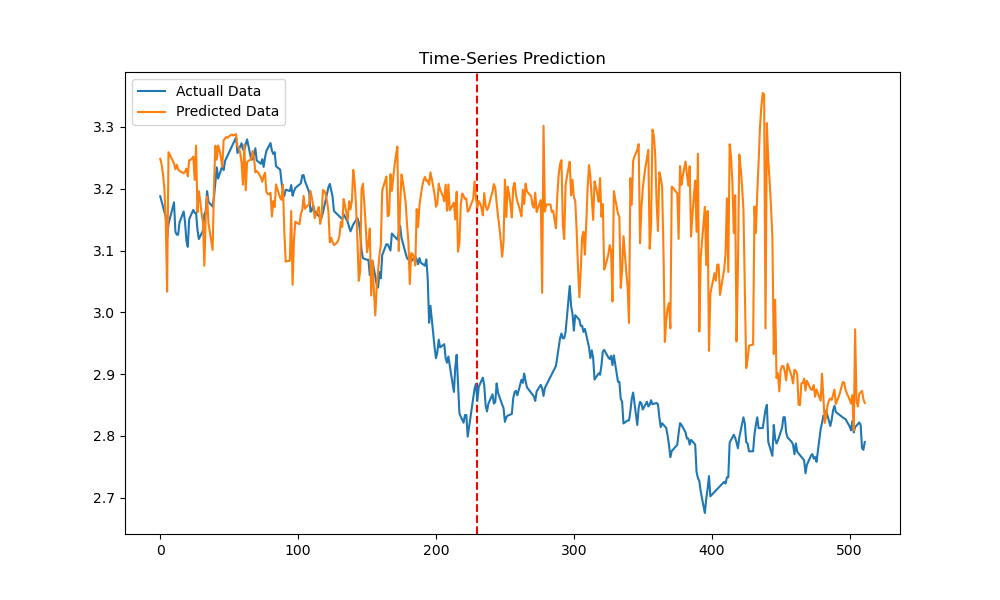 Time-Series Prediction
Actuall Data
Predicted Data
3.3
3.2
3.1
3.0
2.9
2.8
2.7
0 100 200 300 400 500